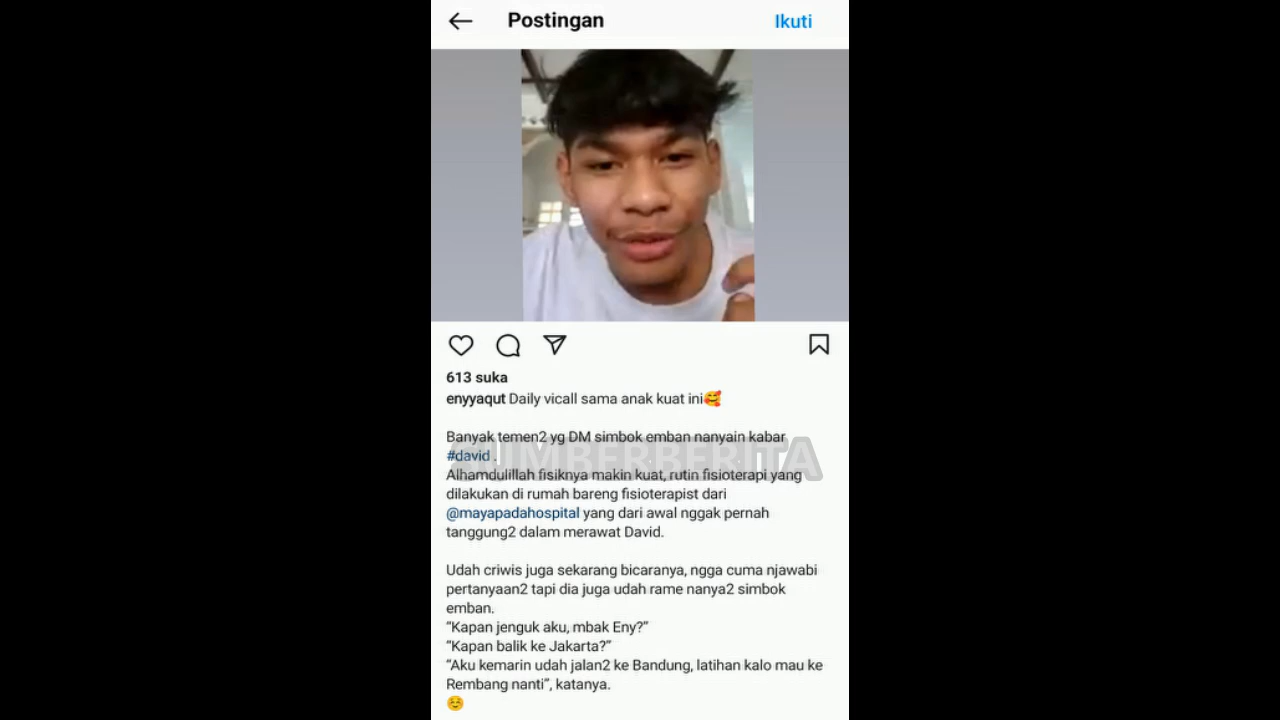 Postingan
Ikuti
613 suka
enyyaqut Daily vicall sama anak kuat ini🥰
Banyak temen2 yg DM simbok emban nanyain kabar
#david .
SUMBERBERITA
Alhamdulillah fisiknya makin kuat, rutin fisioterapi yang
dilakukan di rumah bareng fisioterapist dari
@mayapadahospital yang dari awal nggak pernah
tanggung2 dalam merawat David.
Udah criwis juga sekarang bicaranya, ngga cuma njawabi
pertanyaan2 tapi dia juga udah rame nanya2 simbok
emban.
“Kapan jenguk aku, mbak Eny?”
“Kapan balik ke Jakarta?”
“Aku kemarin udah jalan2 ke Bandung, latihan kalo mau ke
Rembang nanti”, katanya.
☺️